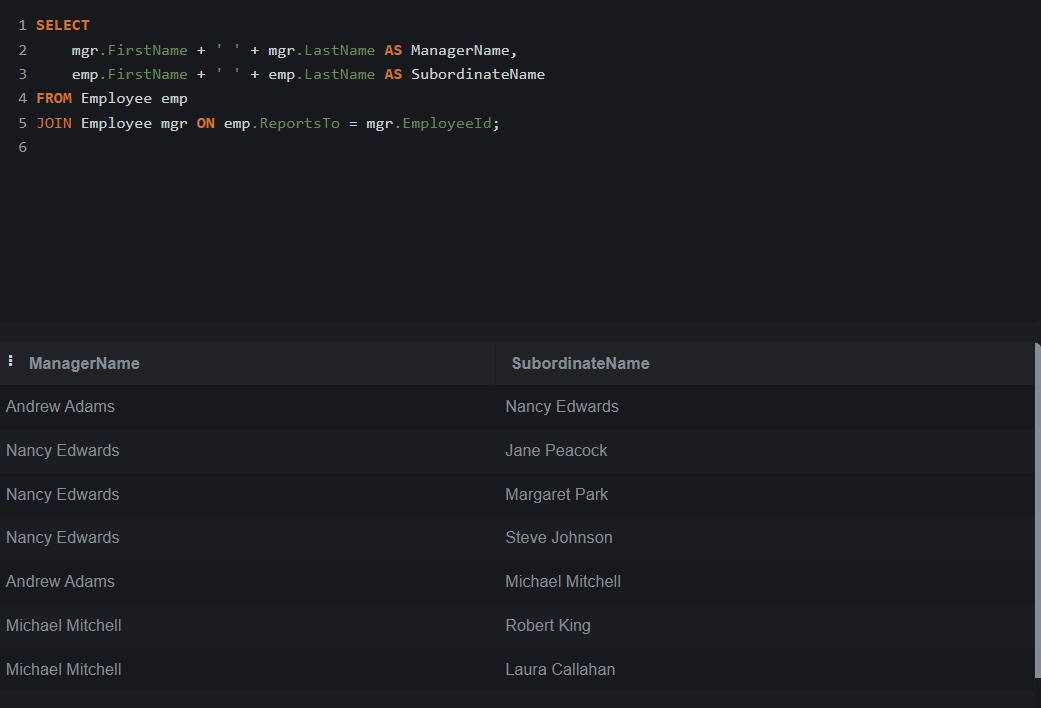 1 SELECT
2     mgr.FirstName + ' ' + mgr.LastName AS ManagerName,
3     emp.FirstName + ' ' + emp.LastName AS SubordinateName
4 FROM Employee emp
5 JOIN Employee mgr ON emp.ReportsTo = mgr.EmployeeId;
6
ManagerName SubordinateName
Andrew Adams Nancy Edwards
Nancy Edwards Jane Peacock
Nancy Edwards Margaret Park
Nancy Edwards Steve Johnson
Andrew Adams Michael Mitchell
Michael Mitchell Robert King
Michael Mitchell Laura Callahan